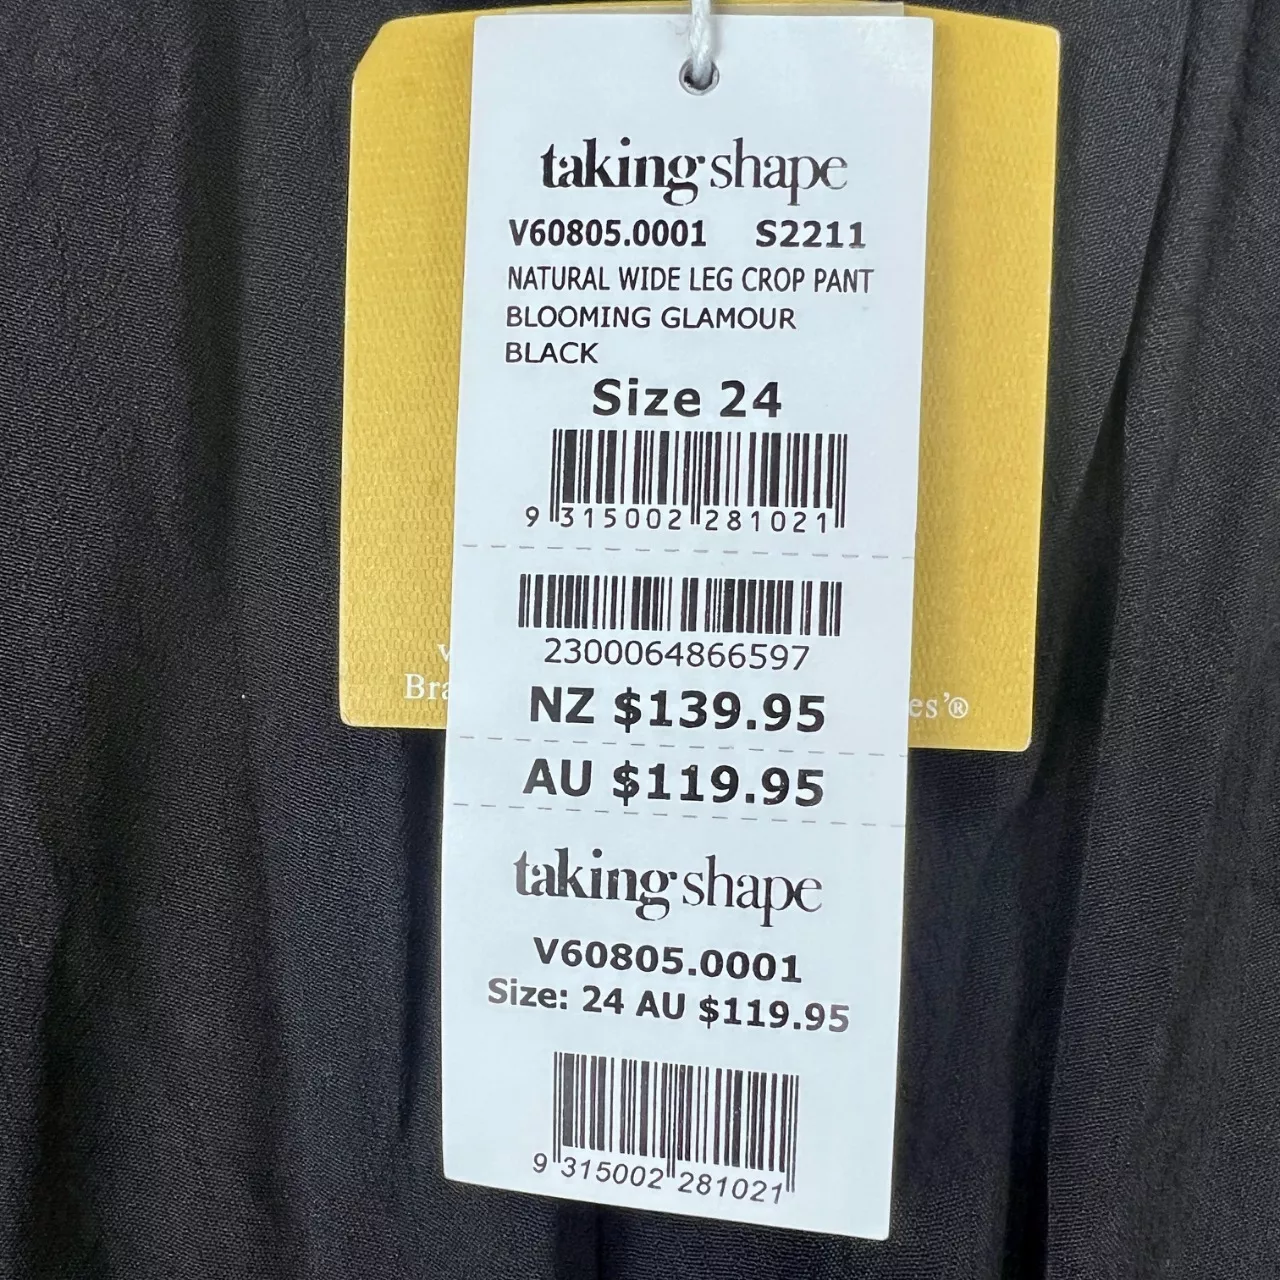 taking shape
V60805.0001 S2211
NATURAL WIDE LEG CROP PANT
BLOOMING GLAMOUR
BLACK
Size 24
9 315002 281021
2300064866597
NZ $139.95
AU $119.95
taking shape
V60805.0001
Size: 24 AU $119.95
9 315002 281021
es’®